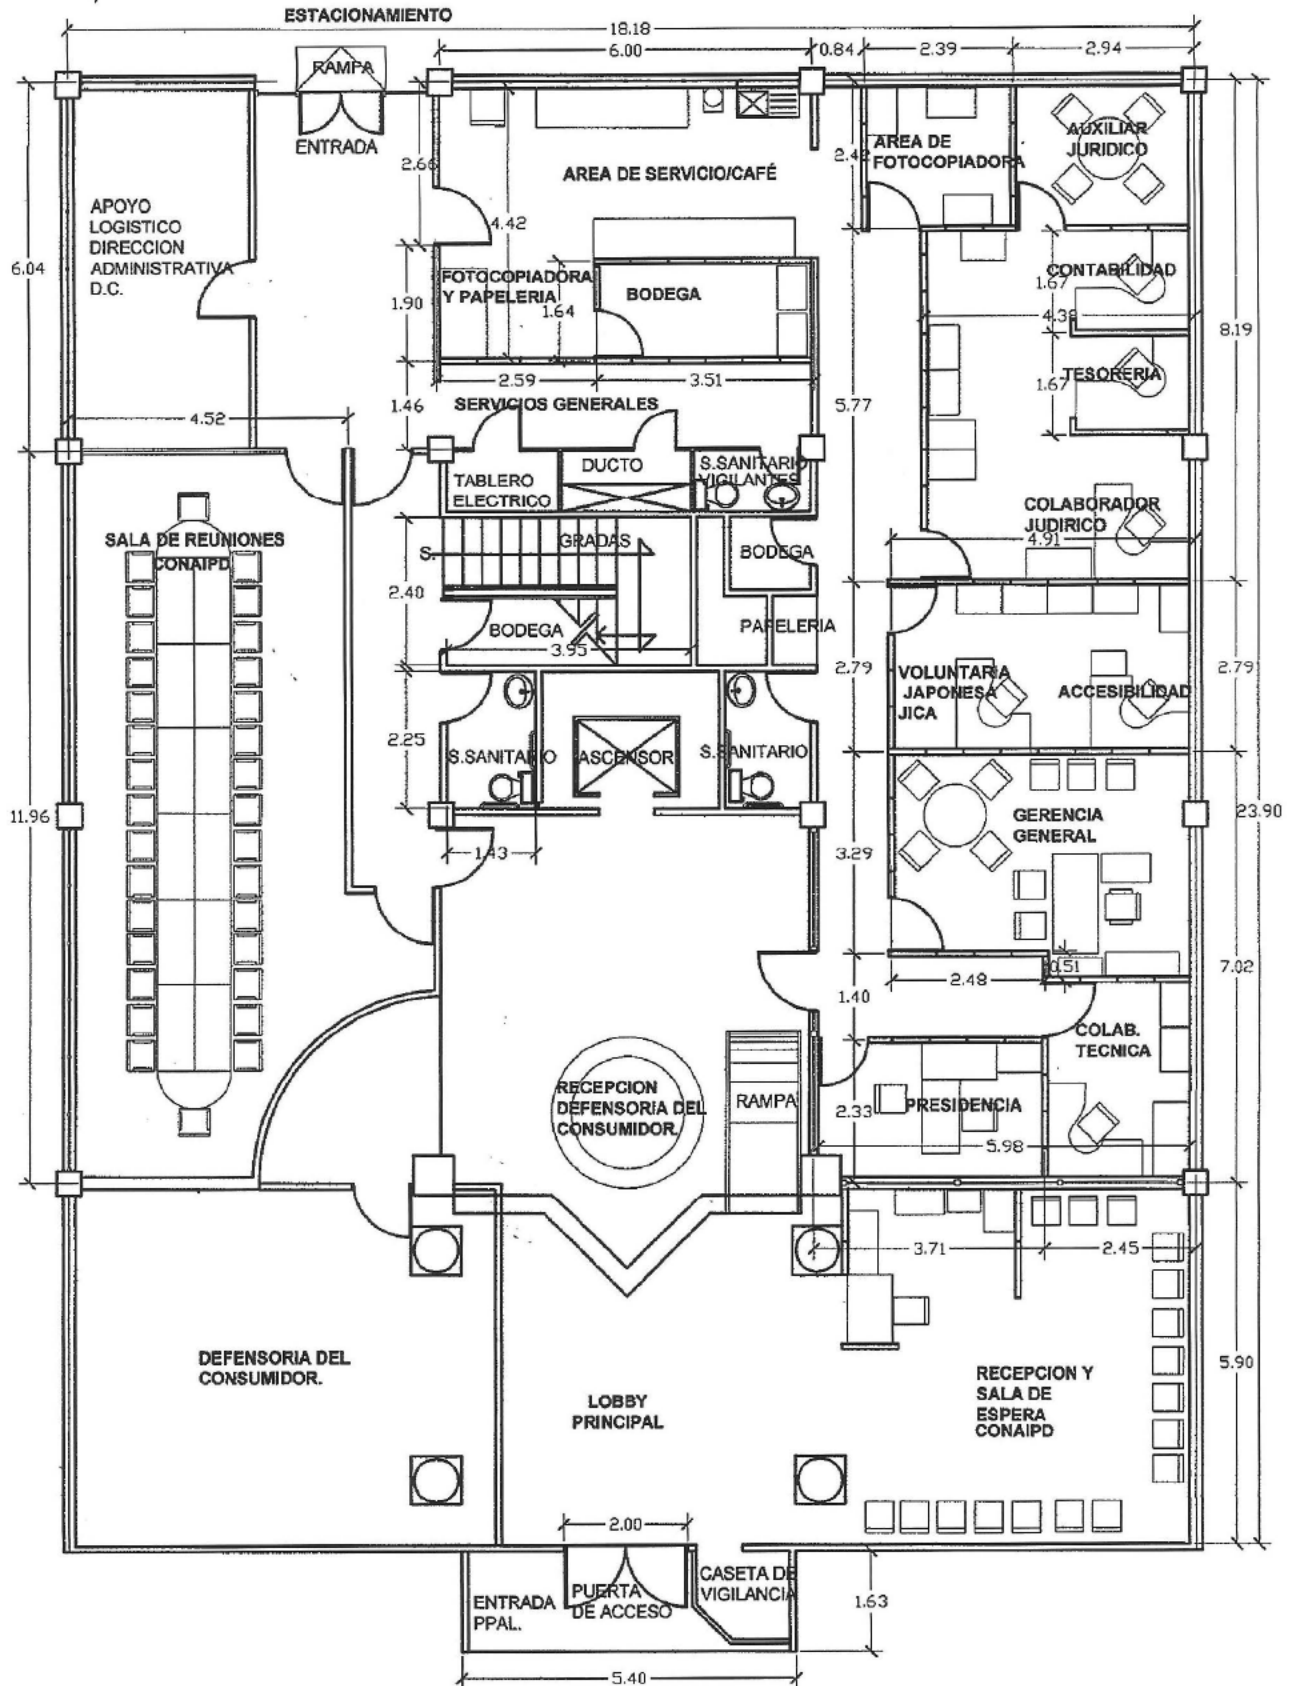 ESTACIONAMIENTO
18.18
6.00
0.84
2.39
2.94
RAMPA
ENTRADA
2.66
4.42
AREA DE SERVICIO/CAFÉ
2.42
AREA DE
FOTOCOPIADORA
AUXILIAR
JURIDICO
APOYO
LOGISTICO
DIRECCION
ADMINISTRATIVA
D.C.
6.04
1.90
FOTOCOPIADORA
Y PAPELERIA
1.64
BODEGA
CONTABILIDAD
1.67
4.38
8.19
2.59
3.51
TESORERIA
1.67
4.52
1.46
SERVICIOS GENERALES
5.77
TABLERO
ELECTRICO
DUCTO
S.SANITARIO
VIGILANTES
COLABORADOR
JUDIRICO
4.91
SALA DE REUNIONES
CONAIPD
S.
GRADAS
BODEGA
2.40
BODEGA
3.95
PAPELERIA
2.79
VOLUNTARIA
JAPONESA
JICA
ACCESIBILIDAD
2.79
2.25
S.SANITARIO
ASCENSOR
S.SANITARIO
11.96
1.43
3.29
GERENCIA
GENERAL
23.90
0.51
2.48
7.02
1.40
COLAB.
TECNICA
RECEPCION
DEFENSORIA DEL
CONSUMIDOR.
RAMPA
2.33
PRESIDENCIA
5.98
3.71
2.45
DEFENSORIA DEL
CONSUMIDOR.
LOBBY
PRINCIPAL
RECEPCION Y
SALA DE
ESPERA
CONAIPD
5.90
2.00
ENTRADA
PPAL.
PUERTA
DE ACCESO
CASETA DE
VIGILANCIA
1.63
5.40